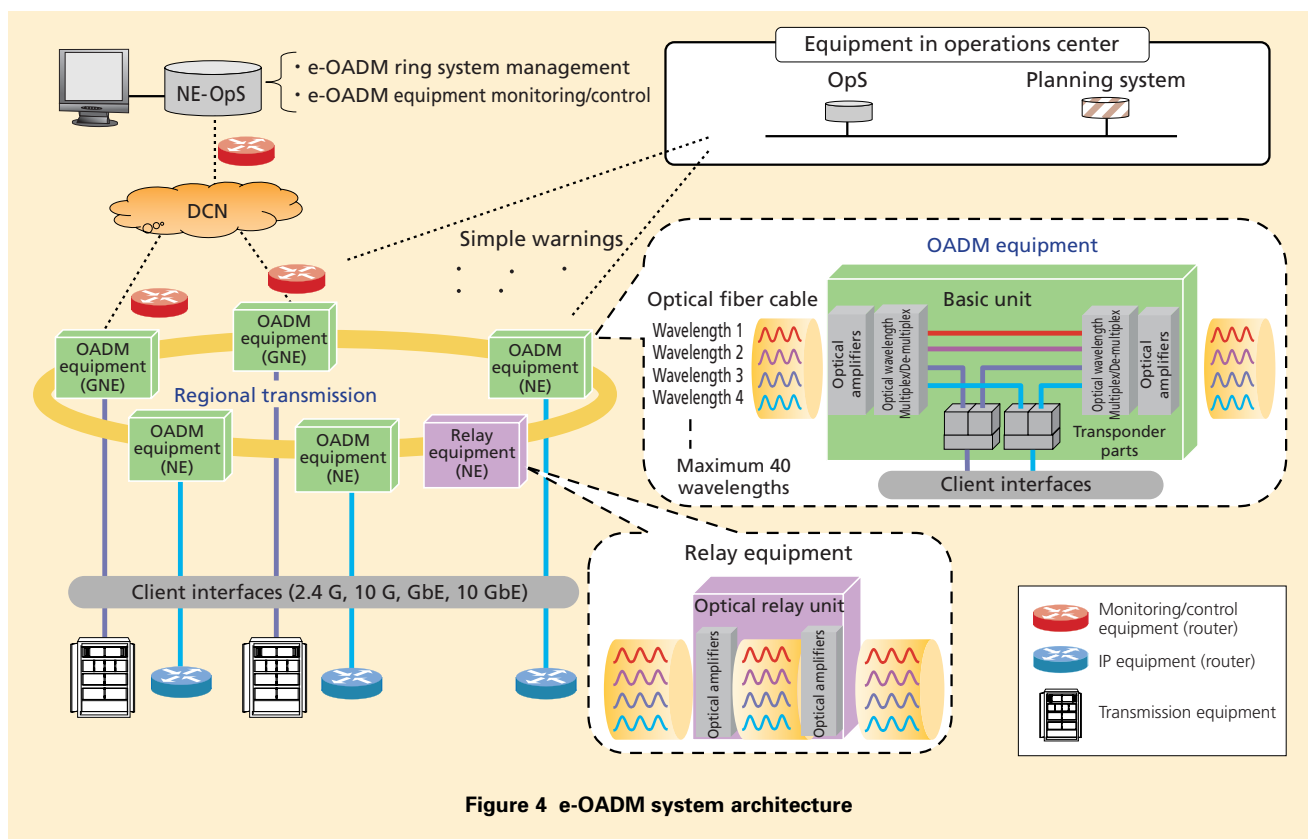 Equipment in operations center
OpS
Planning system
NE-OpS
・e-OADM ring system management
・e-OADM equipment monitoring/control
DCN
Simple warnings
OADM equipment (GNE)
OADM equipment (GNE)
OADM equipment (NE)
Regional transmission
OADM equipment (NE)
OADM equipment (NE)
Relay equipment (NE)
OADM equipment
Optical fiber cable
Wavelength 1
Wavelength 2
Wavelength 3
Wavelength 4
Maximum 40
wavelengths
Basic unit
Optical amplifiers
Optical wavelength
Multiplex/De-multiplex
Optical wavelength
Multiplex/De-multiplex
Optical amplifiers
Transponder
parts
Client interfaces
Client interfaces (2.4 G, 10 G, GbE, 10 GbE)
Relay equipment
Optical relay unit
Optical amplifiers
Optical amplifiers
Monitoring/control
equipment (router)
IP equipment (router)
Transmission equipment
Figure 4 e-OADM system architecture